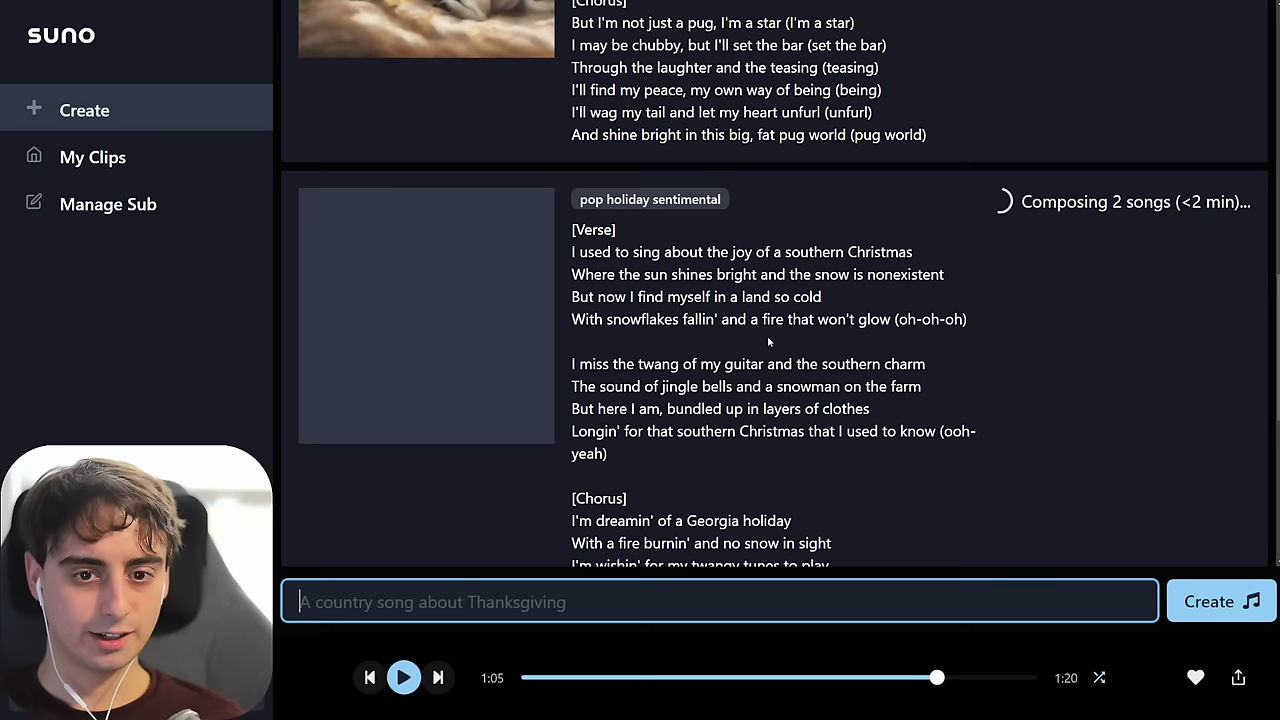 suno
Create
My Clips
Manage Sub
[Chorus]
But I'm not just a pug, I'm a star (I'm a star)
I may be chubby, but I'll set the bar (set the bar)
Through the laughter and the teasing (teasing)
I'll find my peace, my own way of being (being)
I'll wag my tail and let my heart unfurl (unfurl)
And shine bright in this big, fat pug world (pug world)
pop holiday sentimental
Composing 2 songs (<2 min)...
[Verse]
I used to sing about the joy of a southern Christmas
Where the sun shines bright and the snow is nonexistent
But now I find myself in a land so cold
With snowflakes fallin' and a fire that won't glow (oh-oh-oh)
I miss the twang of my guitar and the southern charm
The sound of jingle bells and a snowman on the farm
But here I am, bundled up in layers of clothes
Longin' for that southern Christmas that I used to know (ooh-
yeah)
[Chorus]
I'm dreamin' of a Georgia holiday
With a fire burnin' and no snow in sight
I'm wishin' for my twangy tunes to play
A country song about Thanksgiving
Create
1:05
1:20